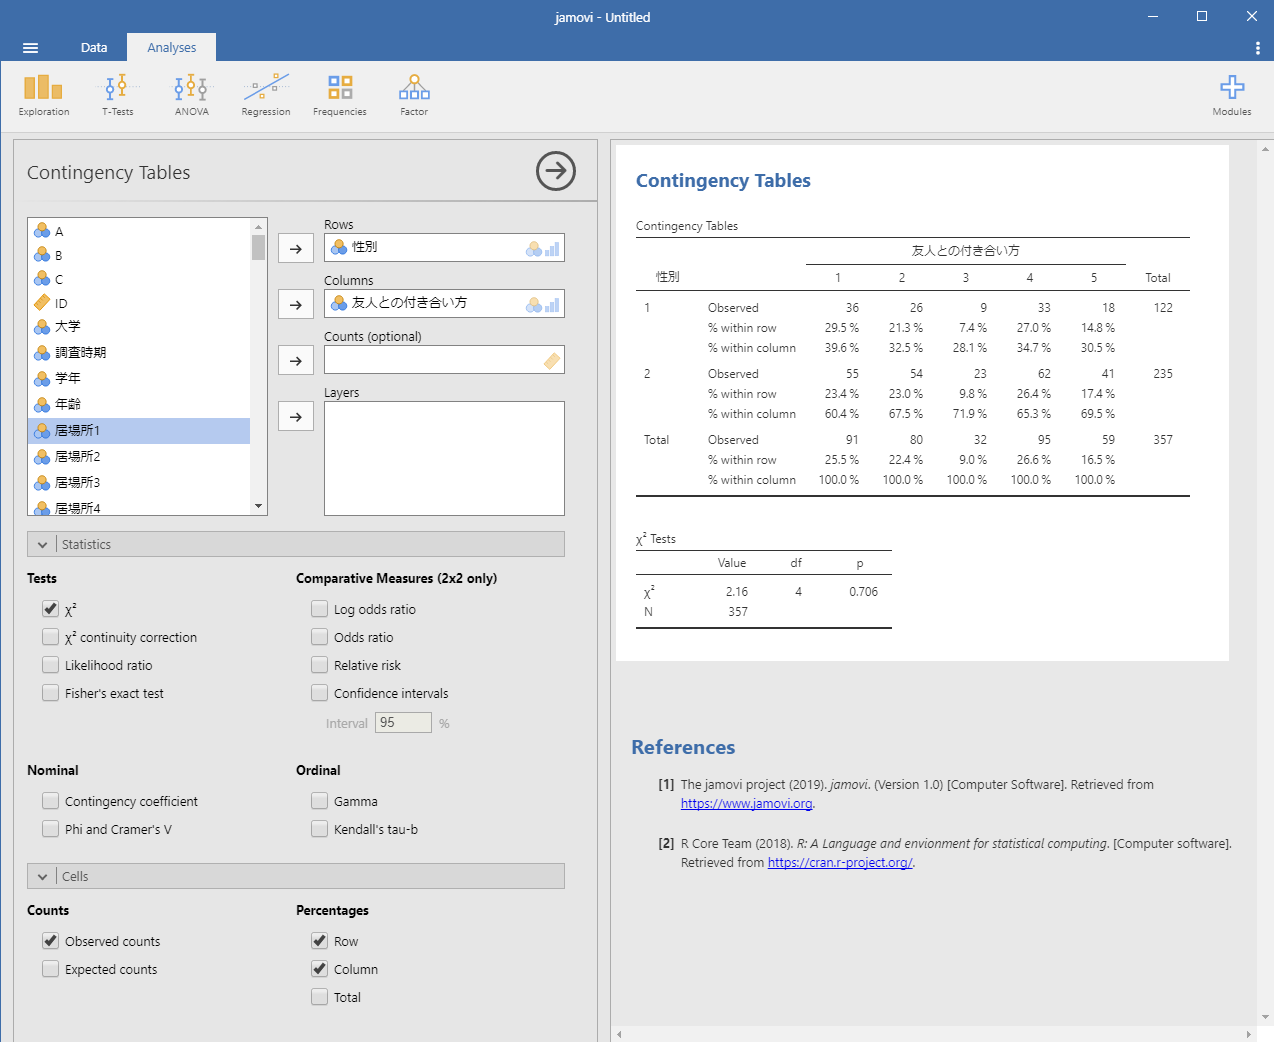 jamovi - Untitled
Data Analyses
Exploration T-Tests ANOVA Regression Frequencies Factor Modules
Contingency Tables
A
B
C
ID
大学
調査時期
学年
年齢
居場所1
居場所2
居場所3
居場所4
Rows
性別
Columns
友人との付き合い方
Counts (optional)
Layers
Statistics
Tests
χ²
χ² continuity correction
Likelihood ratio
Fisher's exact test
Comparative Measures (2x2 only)
Log odds ratio
Odds ratio
Relative risk
Confidence intervals
Interval 95 %
Nominal
Contingency coefficient
Phi and Cramer's V
Ordinal
Gamma
Kendall's tau-b
Cells
Counts
Observed counts
Expected counts
Percentages
Row
Column
Total
Contingency Tables
Contingency Tables
友人との付き合い方
性別 1 2 3 4 5 Total
1 Observed 36 26 9 33 18 122
% within row 29.5 % 21.3 % 7.4 % 27.0 % 14.8 %
% within column 39.6 % 32.5 % 28.1 % 34.7 % 30.5 %
2 Observed 55 54 23 62 41 235
% within row 23.4 % 23.0 % 9.8 % 26.4 % 17.4 %
% within column 60.4 % 67.5 % 71.9 % 65.3 % 69.5 %
Total Observed 91 80 32 95 59 357
% within row 25.5 % 22.4 % 9.0 % 26.6 % 16.5 %
% within column 100.0 % 100.0 % 100.0 % 100.0 % 100.0 %
χ² Tests
Value df p
χ² 2.16 4 0.706
N 357
References
[1] The jamovi project (2019). jamovi. (Version 1.0) [Computer Software]. Retrieved from
https://www.jamovi.org.
[2] R Core Team (2018). R: A Language and envionment for statistical computing. [Computer software].
Retrieved from https://cran.r-project.org/.